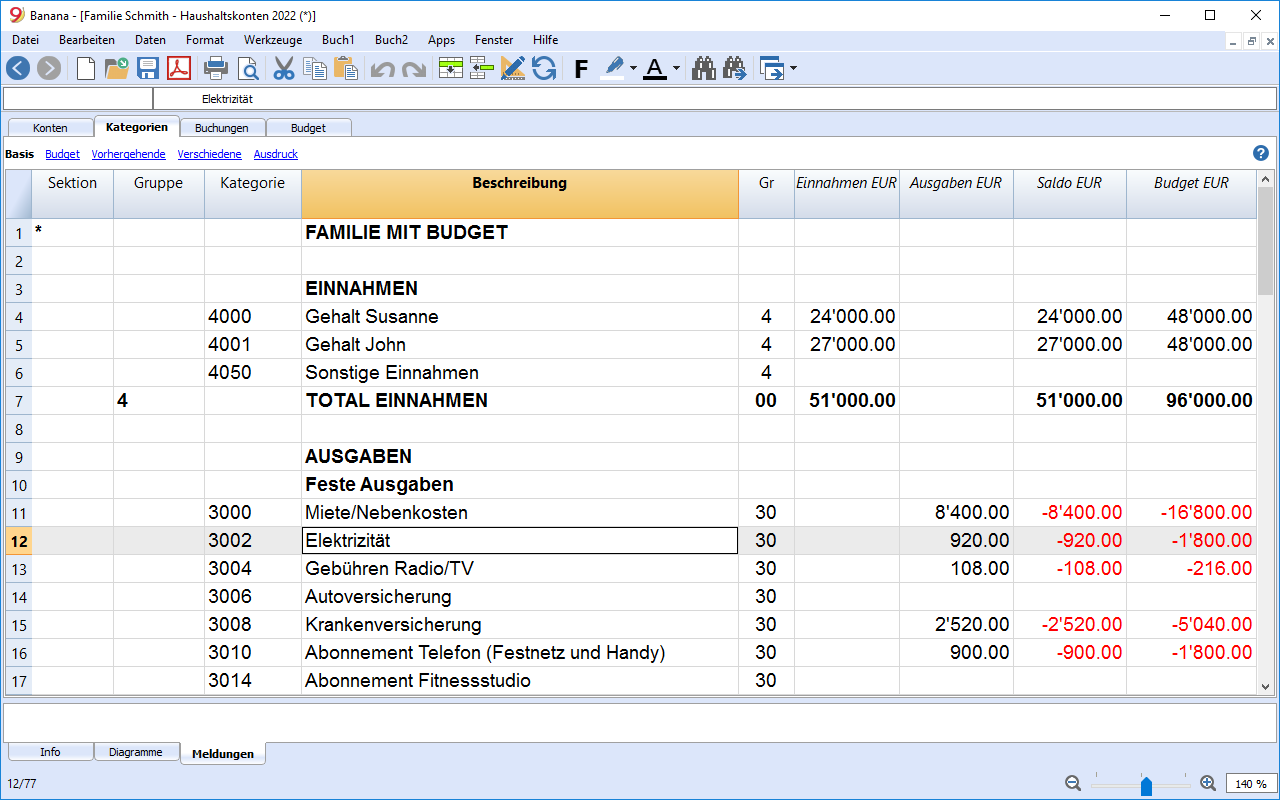 Banana - [Familie Schmith - Haushaltskonten 2022 (*)]
Datei Bearbeiten Daten Format Werkzeuge Buch1 Buch2 Apps Fenster Hilfe
F A
Elektrizität
Konten Kategorien Buchungen Budget
Basis Budget Vorhergehende Verschiedene Ausdruck ?
Sektion Gruppe Kategorie Beschreibung Gr Einnahmen EUR Ausgaben EUR Saldo EUR Budget EUR
1 * FAMILIE MIT BUDGET
2
3 EINNAHMEN
4 4000 Gehalt Susanne 4 24'000.00 24'000.00 48'000.00
5 4001 Gehalt John 4 27'000.00 27'000.00 48'000.00
6 4050 Sonstige Einnahmen 4
7 4 TOTAL EINNAHMEN 00 51'000.00 51'000.00 96'000.00
8
9 AUSGABEN
10 Feste Ausgaben
11 3000 Miete/Nebenkosten 30 8'400.00 -8'400.00 -16'800.00
12 3002 Elektrizität 30 920.00 -920.00 -1'800.00
13 3004 Gebühren Radio/TV 30 108.00 -108.00 -216.00
14 3006 Autoversicherung 30
15 3008 Krankenversicherung 30 2'520.00 -2'520.00 -5'040.00
16 3010 Abonnement Telefon (Festnetz und Handy) 30 900.00 -900.00 -1'800.00
17 3014 Abonnement Fitnessstudio 30
Info Diagramme Meldungen
12/77 140 %